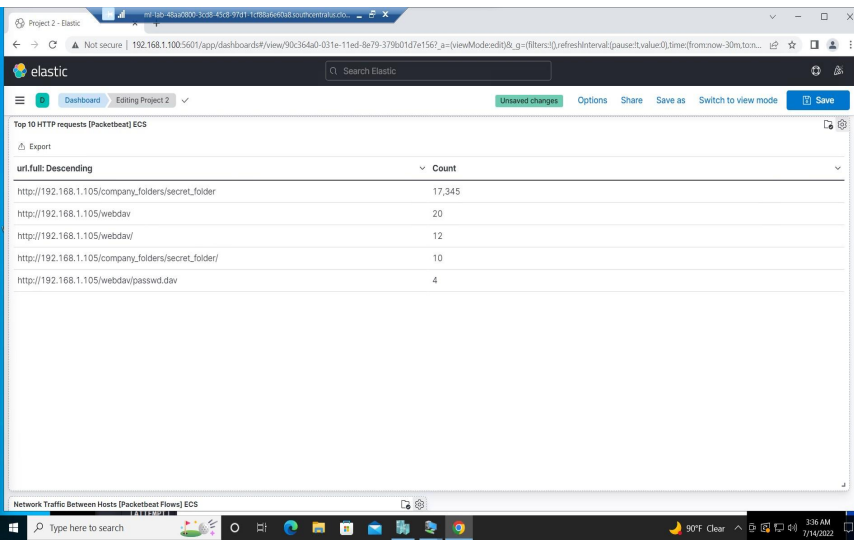 Project 2 - Elastic
ml-lab-48aa0800-3cd8-45c8-97d1-1cf88a6e60a8.southcentralus.clo...
Not secure | 192.168.1.100:5601/app/dashboards#/view/90c364a0-031e-11ed-8e79-379b01d7e156?_a=(viewMode:edit)&_g=(filters:!(),refreshInterval:(pause:!t,value:0),time:(from:now-30m,to:n...
elastic
Search Elastic
D Dashboard Editing Project 2 Unsaved changes Options Share Save as Switch to view mode Save
Top 10 HTTP requests [Packetbeat] ECS
Export
url.full: Descending Count
http://192.168.1.105/company_folders/secret_folder 17,345
http://192.168.1.105/webdav 20
http://192.168.1.105/webdav/ 12
http://192.168.1.105/company_folders/secret_folder/ 10
http://192.168.1.105/webdav/passwd.dav 4
Network Traffic Between Hosts [Packetbeat Flows] ECS
Type here to search
90°F Clear
3:36 AM
7/14/2022